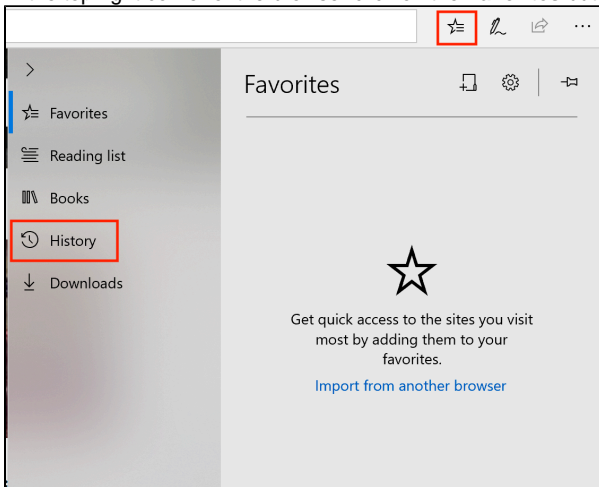 Favorites
Favorites
Reading list
Books
History
Downloads
Get quick access to the sites you visit
most by adding them to your
favorites.
Import from another browser